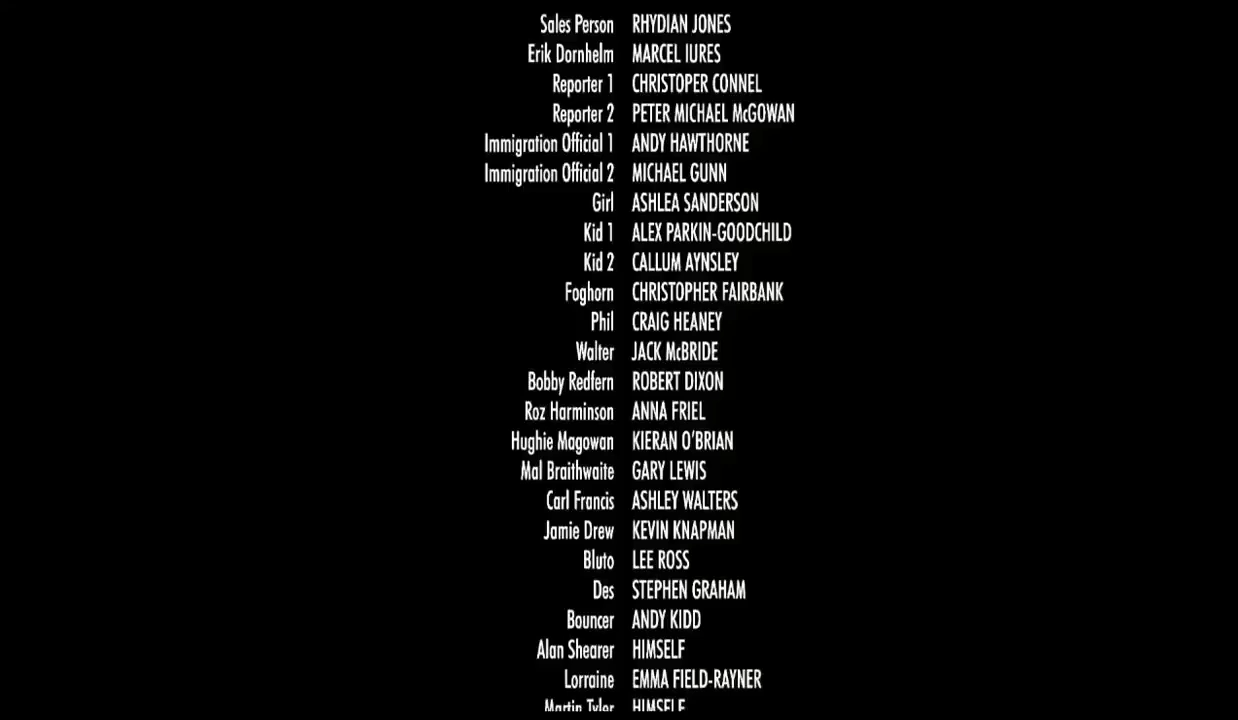 Sales Person RHYDIAN JONES
Erik Dornhelm MARCEL IURES
Reporter 1 CHRISTOPER CONNEL
Reporter 2 PETER MICHAEL McGOWAN
Immigration Official 1 ANDY HAWTHORNE
Immigration Official 2 MICHAEL GUNN
Girl ASHLEA SANDERSON
Kid 1 ALEX PARKIN-GOODCHILD
Kid 2 CALLUM AYNSLEY
Foghorn CHRISTOPHER FAIRBANK
Phil CRAIG HEANEY
Walter JACK McBRIDE
Bobby Redfern ROBERT DIXON
Roz Harminson ANNA FRIEL
Hughie Magowan KIERAN O'BRIAN
Mal Braithwaite GARY LEWIS
Carl Francis ASHLEY WALTERS
Jamie Drew KEVIN KNAPMAN
Bluto LEE ROSS
Des STEPHEN GRAHAM
Bouncer ANDY KIDD
Alan Shearer HIMSELF
Lorraine EMMA FIELD-RAYNER
Martin Tyler HIMSELF